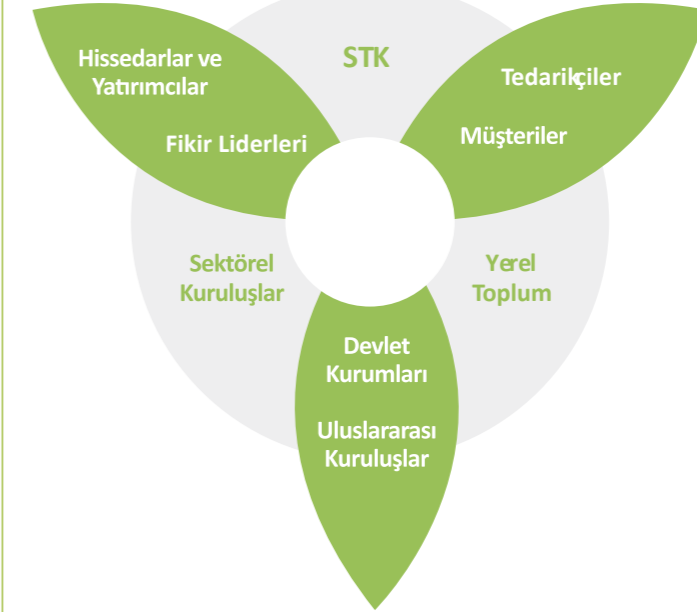 Hissedarlar ve
Yatırımcılar
Fikir Liderleri
STK
Tedarikçiler
Müşteriler
Sektörel
Kuruluşlar
Yerel
Toplum
Devlet
Kurumları
Uluslararası
Kuruluşlar